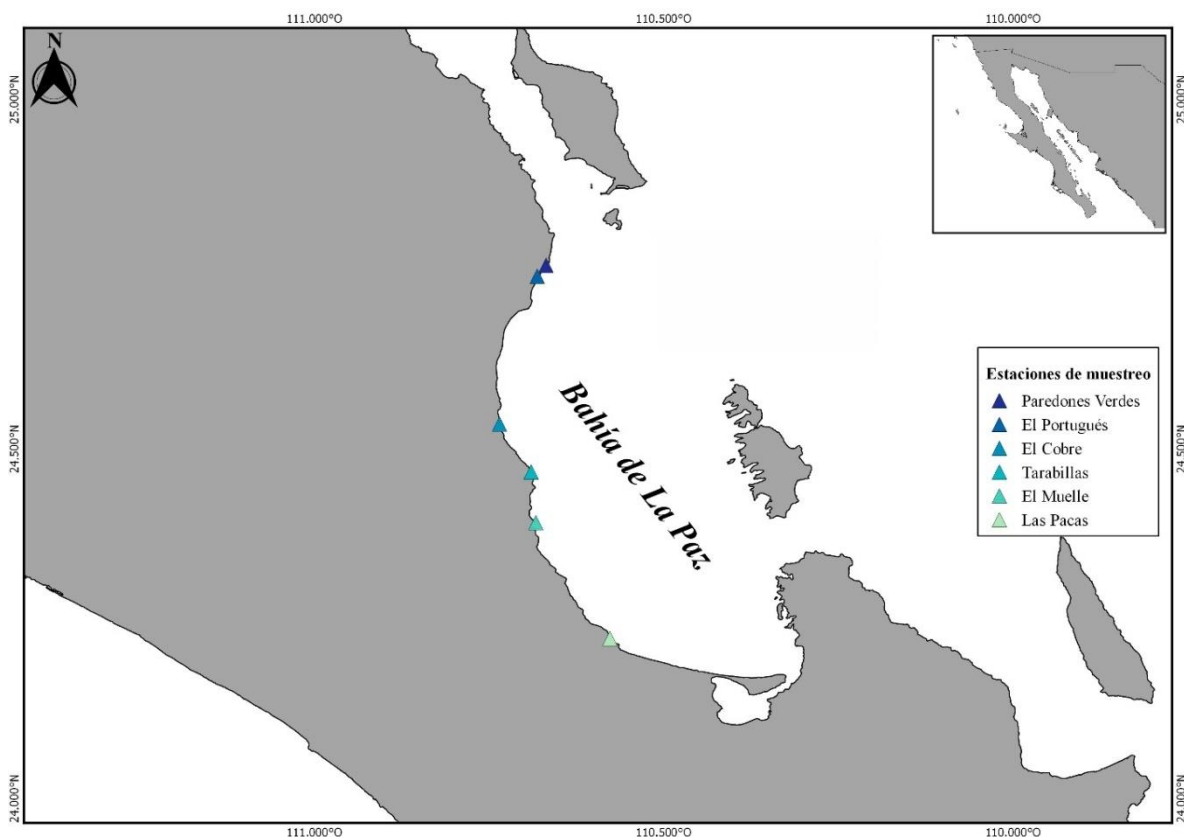 111.000°O
110.500°O
110.000°O
N
25.000°N
25.000°N
Bahía de La Paz
Estaciones de muestreo
Paredones Verdes
El Portugués
El Cobre
Tarabillas
El Muelle
Las Pacas
24.500°N
24.500°N
24.000°N
24.000°N
111.000°O
110.500°O
110.000°O